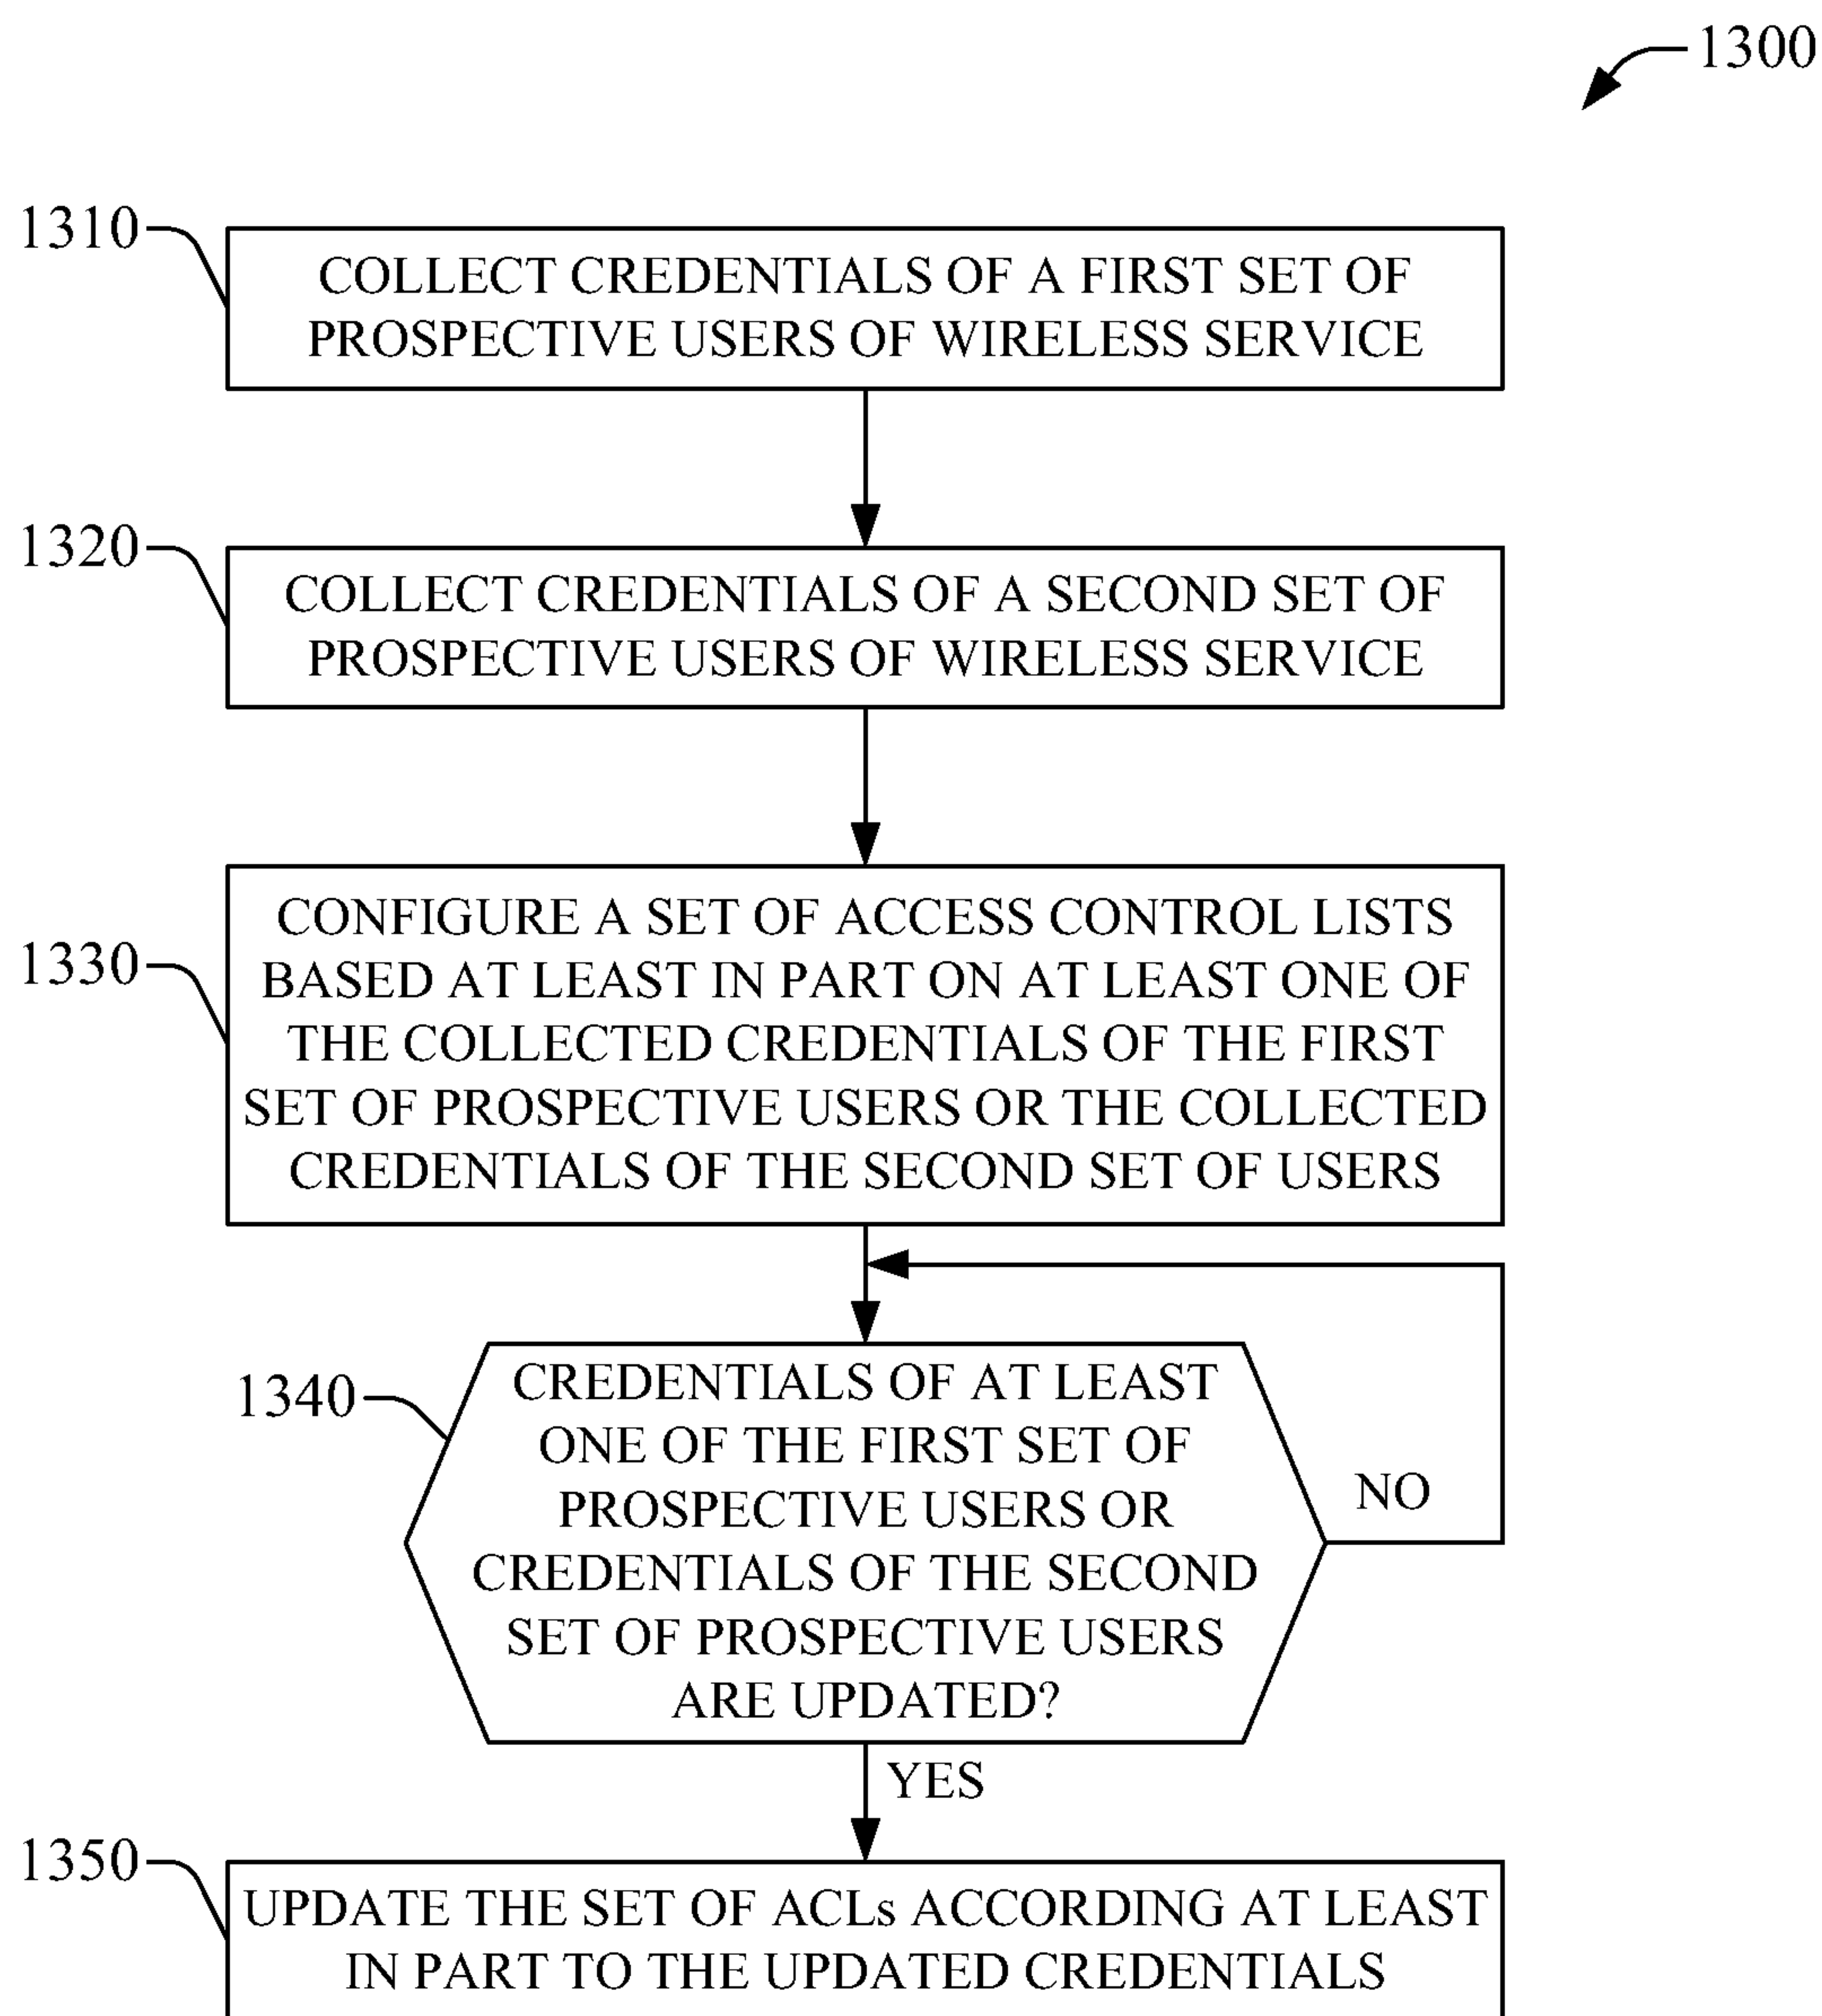 1300
1310
COLLECT CREDENTIALS OF A FIRST SET OF
PROSPECTIVE USERS OF WIRELESS SERVICE
1320
COLLECT CREDENTIALS OF A SECOND SET OF
PROSPECTIVE USERS OF WIRELESS SERVICE
1330
CONFIGURE A SET OF ACCESS CONTROL LISTS
BASED AT LEAST IN PART ON AT LEAST ONE OF
THE COLLECTED CREDENTIALS OF THE FIRST
SET OF PROSPECTIVE USERS OR THE COLLECTED
CREDENTIALS OF THE SECOND SET OF USERS
1340
CREDENTIALS OF AT LEAST
ONE OF THE FIRST SET OF
PROSPECTIVE USERS OR
CREDENTIALS OF THE SECOND
SET OF PROSPECTIVE USERS
ARE UPDATED?
NO
YES
1350
UPDATE THE SET OF ACLs ACCORDING AT LEAST
IN PART TO THE UPDATED CREDENTIALS